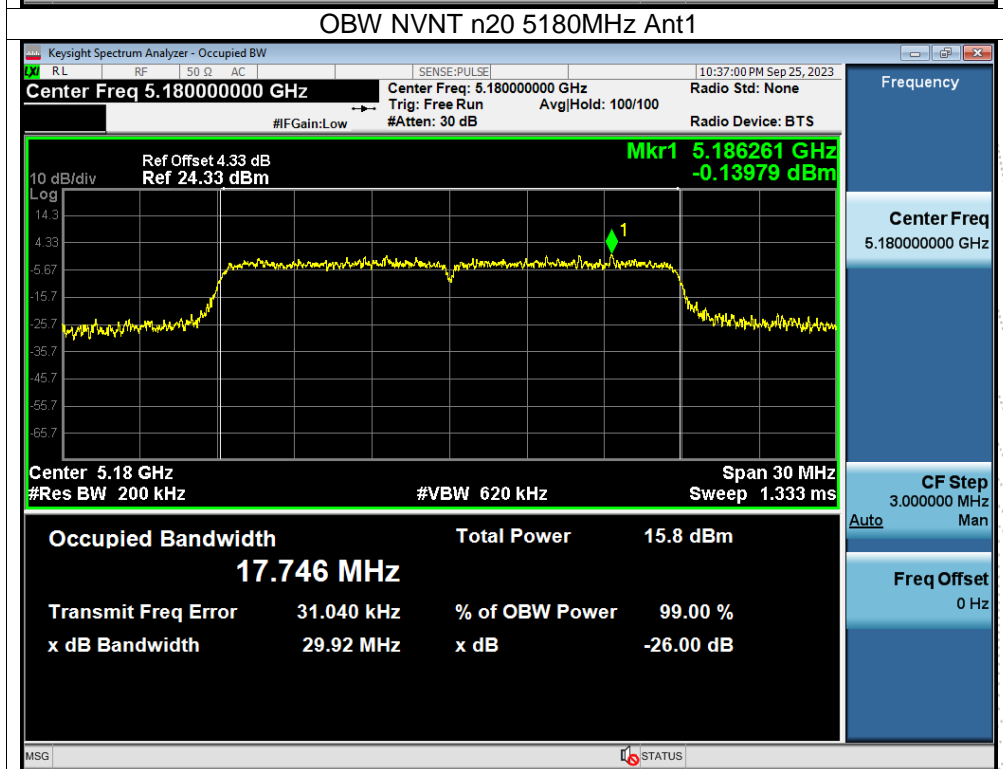 OBW NVNT n20 5180MHz Ant1
Keysight Spectrum Analyzer - Occupied BW
LXI RL RF 50 Ω AC SENSE:PULSE 10:37:00 PM Sep 25, 2023
Center Freq 5.180000000 GHz
Center Freq: 5.180000000 GHz
Radio Std: None
Trig: Free Run Avg|Hold: 100/100
#IFGain:Low #Atten: 30 dB Radio Device: BTS
Frequency
Mkr1 5.186261 GHz
-0.13979 dBm
Ref Offset 4.33 dB
10 dB/div Ref 24.33 dBm
Log
14.3
4.33
-5.67
-15.7
-25.7
-35.7
-45.7
-55.7
-65.7
1
Center 5.18 GHz Span 30 MHz
#Res BW 200 kHz #VBW 620 kHz Sweep 1.333 ms
Center Freq
5.180000000 GHz
CF Step
3.000000 MHz
Auto Man
Freq Offset
0 Hz
Occupied Bandwidth Total Power 15.8 dBm
17.746 MHz
Transmit Freq Error 31.040 kHz % of OBW Power 99.00 %
x dB Bandwidth 29.92 MHz x dB -26.00 dB
MSG STATUS